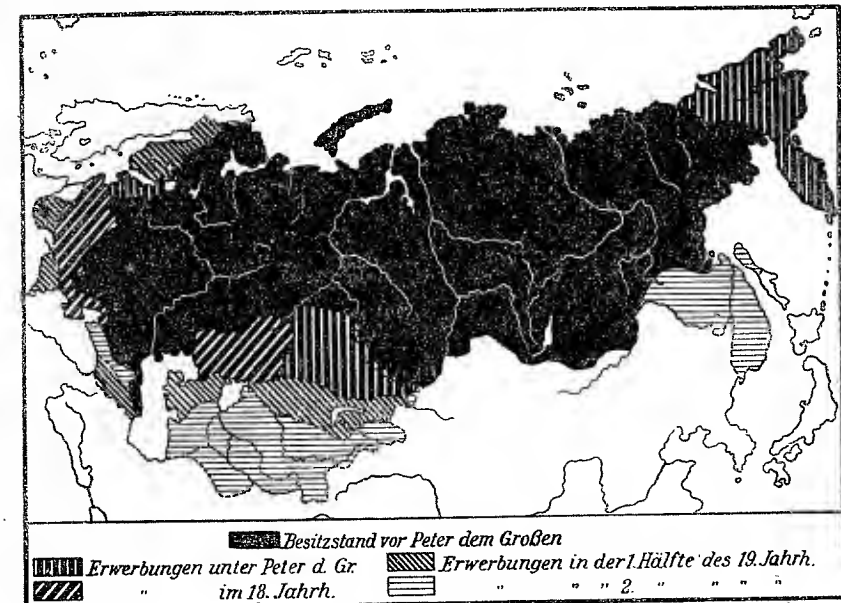 Besitzstand vor Peter dem Großen
Erwerbungen unter Peter d. Gr.
" im 18. Jahrh.
Erwerbungen in der 1. Hälfte des 19. Jahrh.
" " " 2. " " " "